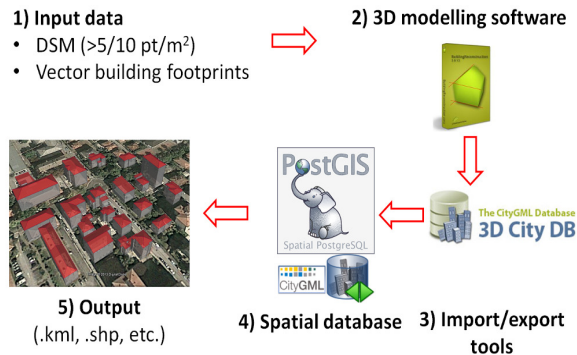 1) Input data
• DSM (>5/10 pt/m²)
• Vector building footprints
2) 3D modelling software
BuildingReconstruction
The CityGML Database
3D City DB
3) Import/export
tools
PostGIS
Spatial PostgreSQL
CityGML
4) Spatial database
5) Output
(.kml, .shp, etc.)